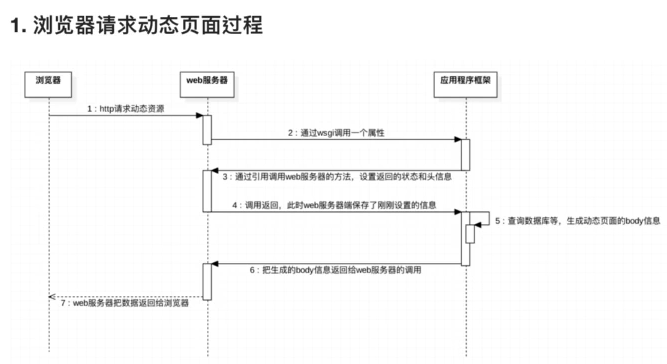 1. 浏览器请求动态页面过程
浏览器
web服务器
应用程序框架
1：http请求动态资源
2：通过wsgi调用一个属性
3：通过引用调用web服务器的方法，设置返回的状态和头信息
4：调用返回，此时web服务器端保存了刚刚设置的信息
5：查询数据库等，生成动态页面的body信息
6：把生成的body信息返回给web服务器的调用
7：web服务器把数据返回给浏览器